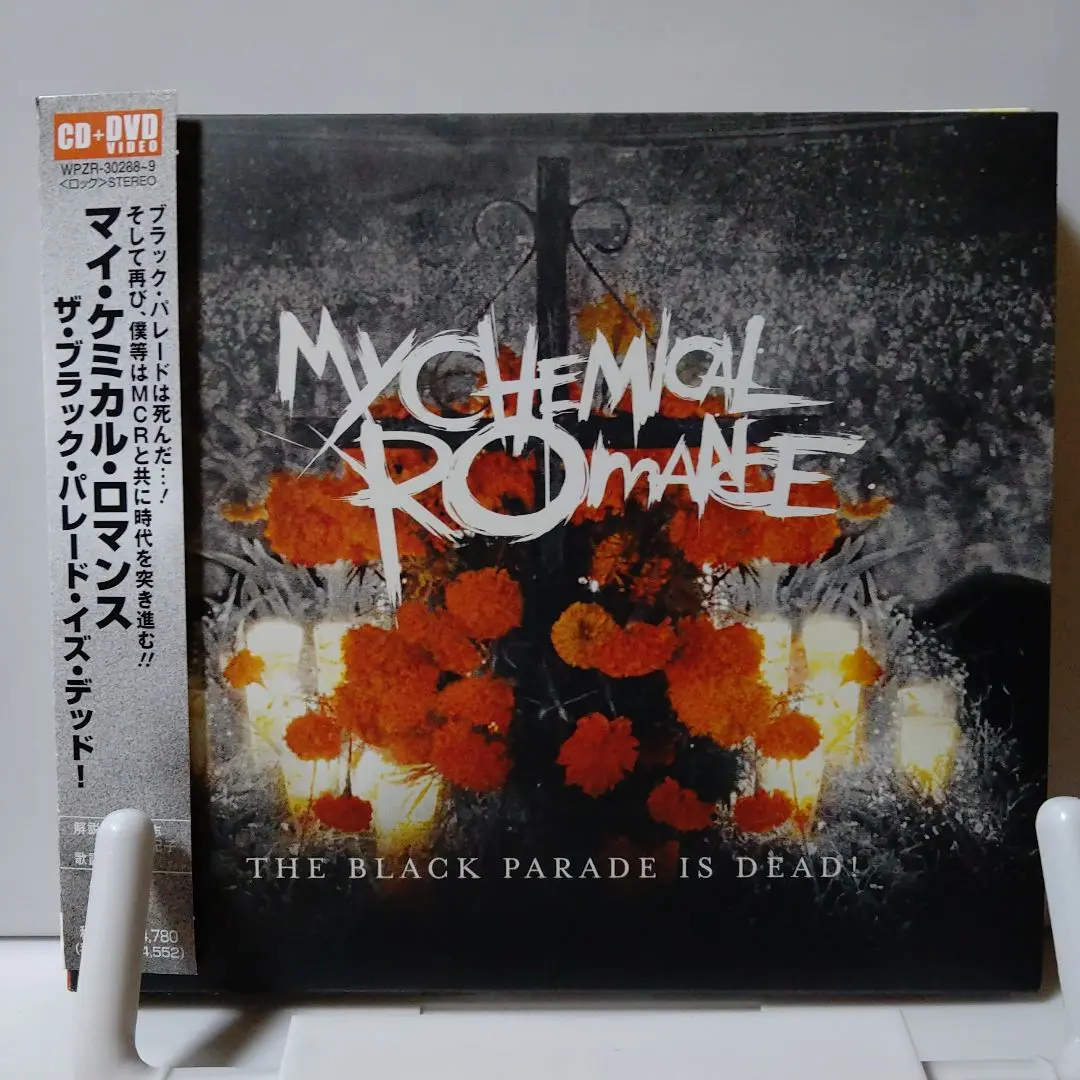 CD+DVD
VIDEO
WPZR-30288~9
<ロック>STEREO
ブラック・パレードは死んだ…!
そして再び、僕等はMCRと共に時代を突き進む!!
マイ・ケミカル・ロマンス
ザ・ブラック・パレード・イズ・デッド!
MY CHEMICAL
ROMANCE
THE BLACK PARADE IS DEAD!